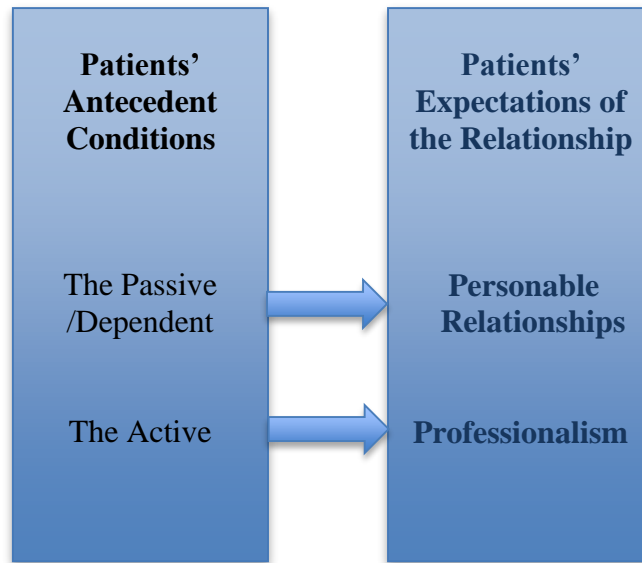 Patients’
Antecedent
Conditions
The Passive
/Dependent
The Active
Patients’
Expectations of
the Relationship
Personable
Relationships
Professionalism